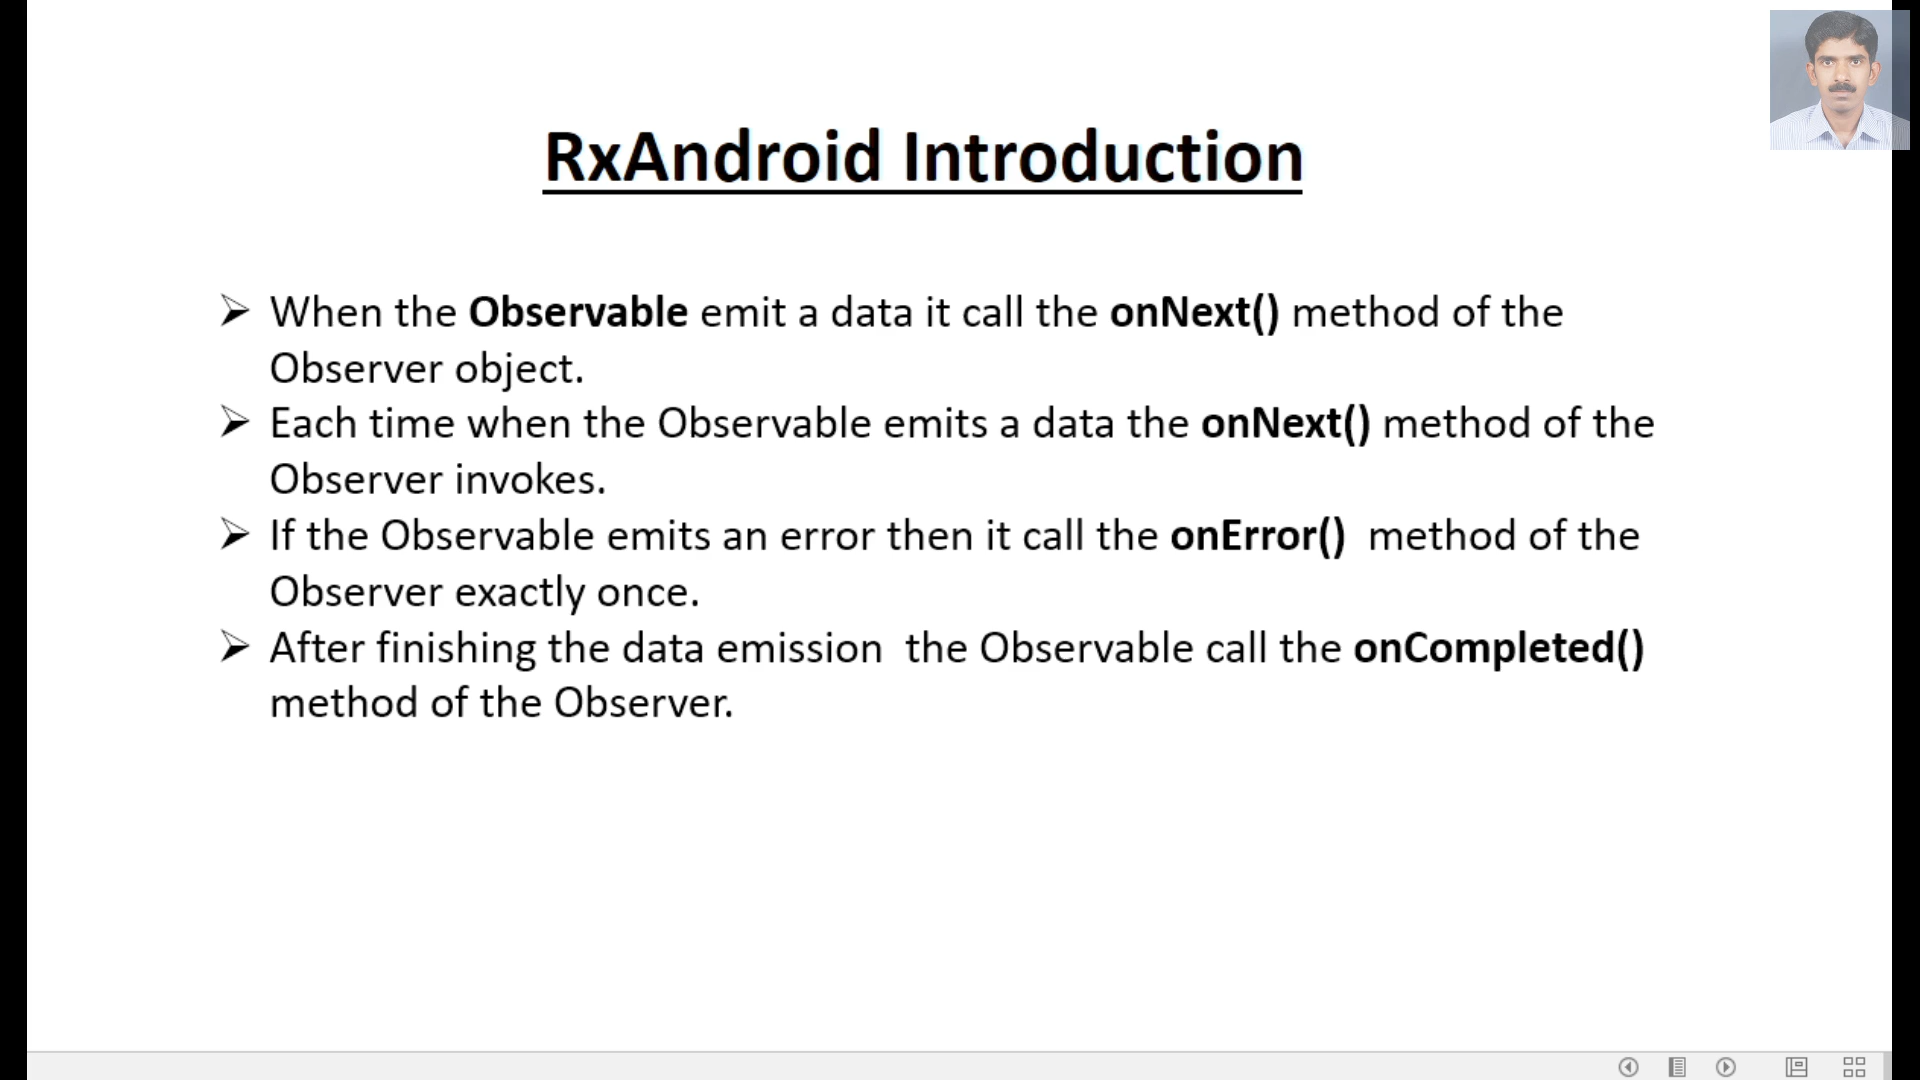 RxAndroid Introduction
➢ When the Observable emit a data it call the onNext() method of the
Observer object.
➢ Each time when the Observable emits a data the onNext() method of the
Observer invokes.
➢ If the Observable emits an error then it call the onError()  method of the
Observer exactly once.
➢ After finishing the data emission  the Observable call the onCompleted()
method of the Observer.